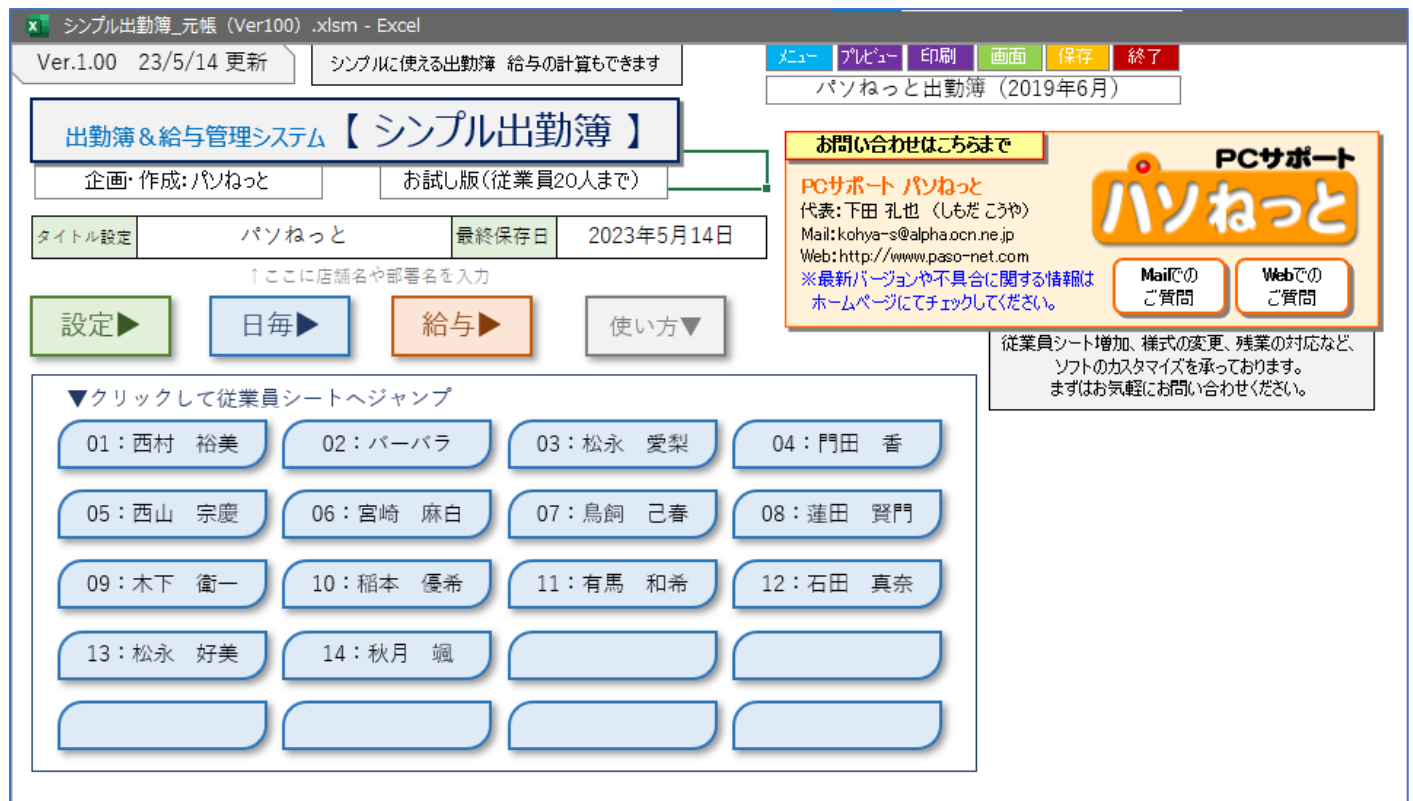 シンプル出勤簿_元帳（Ver100）.xlsm - Excel
Ver.1.00　23/5/14 更新
シンプルに使える出勤簿 給与の計算もできます
メニュー
プレビュー
印刷
画面
保存
終了
パソねっと出勤簿（2019年6月）
出勤簿＆給与管理システム【 シンプル出勤簿 】
企画・作成：パソねっと
お試し版（従業員20人まで）
タイトル設定
パソねっと
最終保存日
2023年5月14日
↑ここに店舗名や部署名を入力
お問い合わせはこちらまで
PCサポート パソねっと
代表：下田 孔也 （しもだ こうや）
Mail：kohya-s@alpha.ocn.ne.jp
Web：http://www.paso-net.com
※最新バージョンや不具合に関する情報は
ホームページにてチェックしてください。
PCサポート
パソねっと
Mailでの
ご質問
Webでの
ご質問
従業員シート増加、様式の変更、残業の対応など、
ソフトのカスタマイズを承っております。
まずはお気軽にお問い合わせください。
設定▶
日毎▶
給与▶
使い方▼
▼クリックして従業員シートへジャンプ
01：西村　裕美
02：バーバラ
03：松永　愛梨
04：門田　香
05：西山　宗慶
06：宮崎　麻白
07：鳥飼　己春
08：蓮田　賢門
09：木下　衛一
10：稲本　優希
11：有馬　和希
12：石田　真奈
13：松永　好美
14：秋月　颯